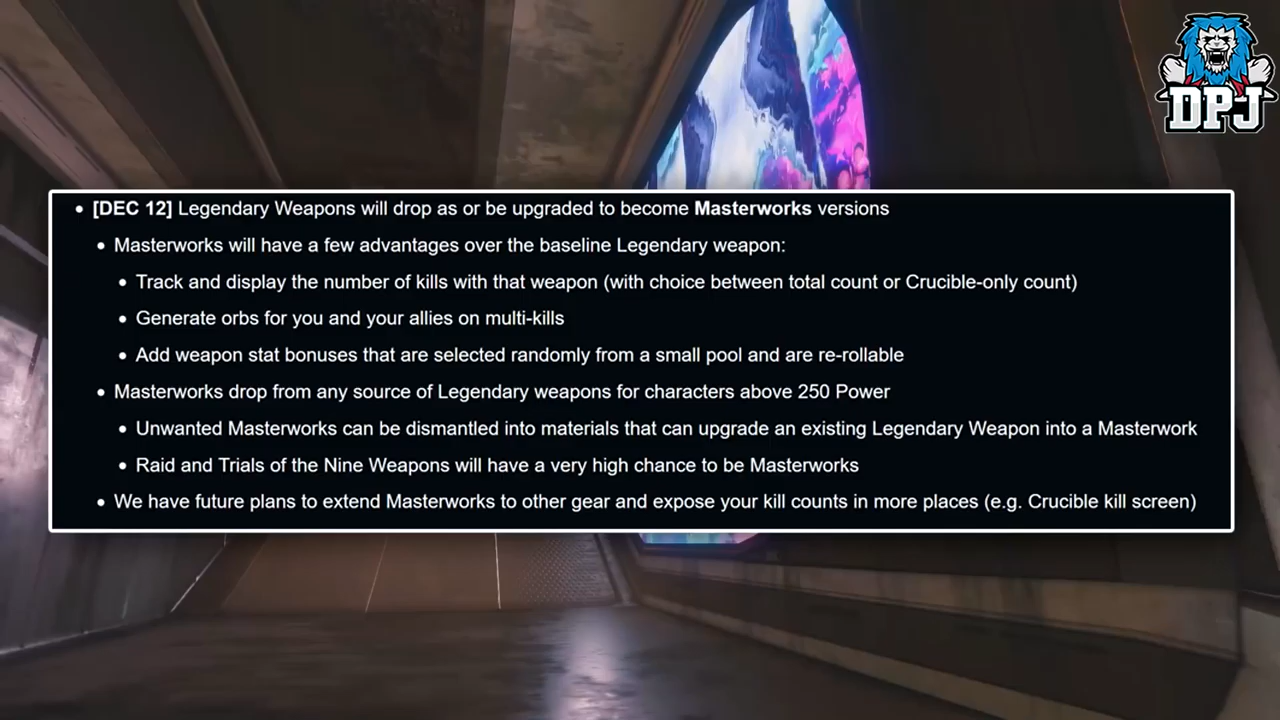 DPJ
• [DEC 12] Legendary Weapons will drop as or be upgraded to become Masterworks versions
• Masterworks will have a few advantages over the baseline Legendary weapon:
• Track and display the number of kills with that weapon (with choice between total count or Crucible-only count)
• Generate orbs for you and your allies on multi-kills
• Add weapon stat bonuses that are selected randomly from a small pool and are re-rollable
• Masterworks drop from any source of Legendary weapons for characters above 250 Power
• Unwanted Masterworks can be dismantled into materials that can upgrade an existing Legendary Weapon into a Masterwork
• Raid and Trials of the Nine Weapons will have a very high chance to be Masterworks
• We have future plans to extend Masterworks to other gear and expose your kill counts in more places (e.g. Crucible kill screen)